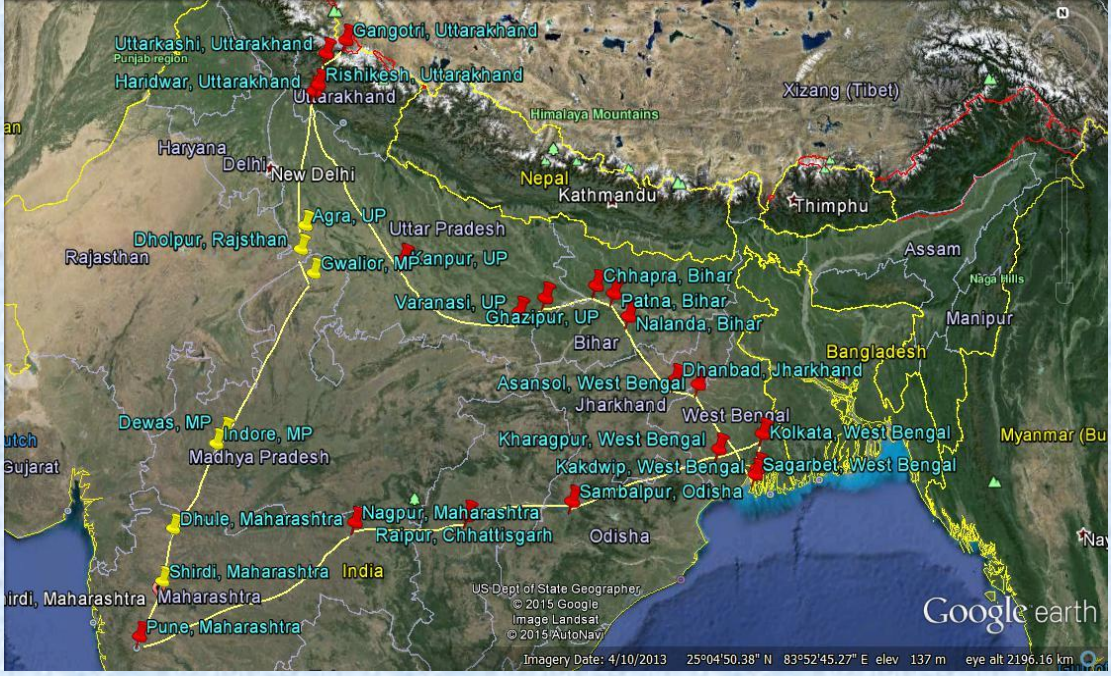 Gangotri, Uttarakhand
N
Uttarkashi, Uttarakhand
Punjab region
Rishikesh, Uttarakhand
Haridwar, Uttarakhand
Uttarakhand
Xizang (Tibet)
Himalaya Mountains
an
Haryana
Delhi
New Delhi
Nepal
Kathmandu
Thimphu
Agra, UP
Uttar Pradesh
Dholpur, Rajsthan
Assam
Rajasthan
Gwalior, MP
Kanpur, UP
Chhapra, Bihar
Naga Hills
Varanasi, UP
Patna, Bihar
Ghazipur, UP
Nalanda, Bihar
Manipur
Bihar
Bangladesh
Dhanbad, Jharkhand
Asansol, West Bengal
Jharkhand
West Bengal
Dewas, MP
Indore, MP
Kolkata, West Bengal
Myanmar (Bu
utch
Kharagpur, West Bengal
Madhya Pradesh
Gujarat
Kakdwip, West Bengal
Sagarbet, West Bengal
Sambalpur, Odisha
Dhule, Maharashtra
Nagpur, Maharashtra
Raipur, Chhattisgarh
Odisha
Nay
Shirdi, Maharashtra
India
hirdi, Maharashtra
Maharashtra
US Dept of State Geographer
© 2015 Google
Image Landsat
© 2015 AutoNavi
Google earth
Pune, Maharashtra
Imagery Date: 4/10/2013 25°04'50.38" N 83°52'45.27" E elev 137 m eye alt 2196.16 km